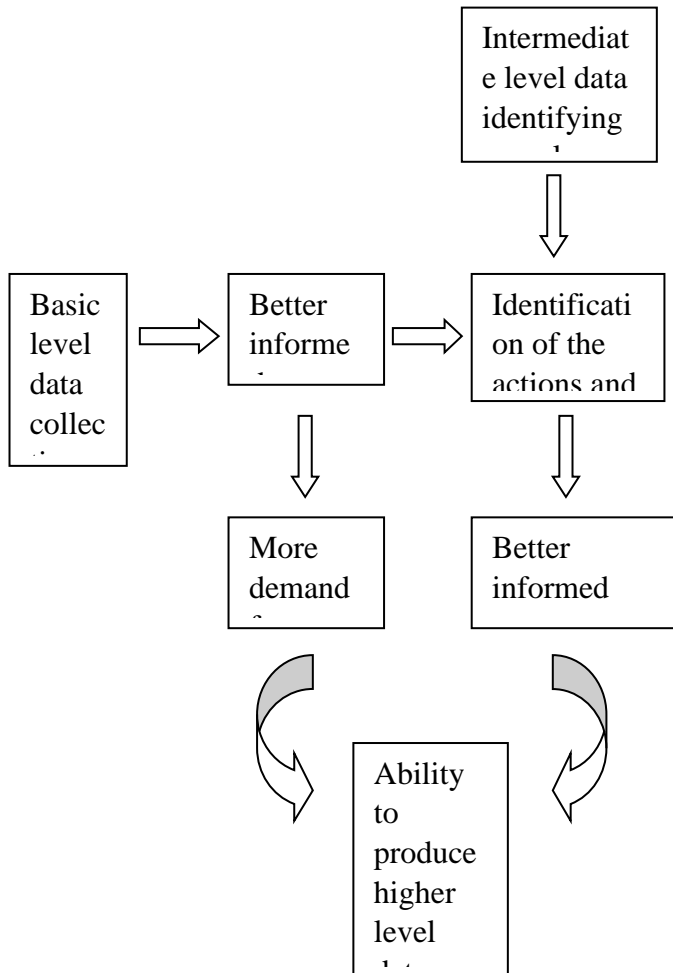 Intermediat
e level data
identifying
Basic
level
data
collec
Better
informe
Identificati
on of the
actions and
More
demand
Better
informed
Ability
to
produce
higher
level